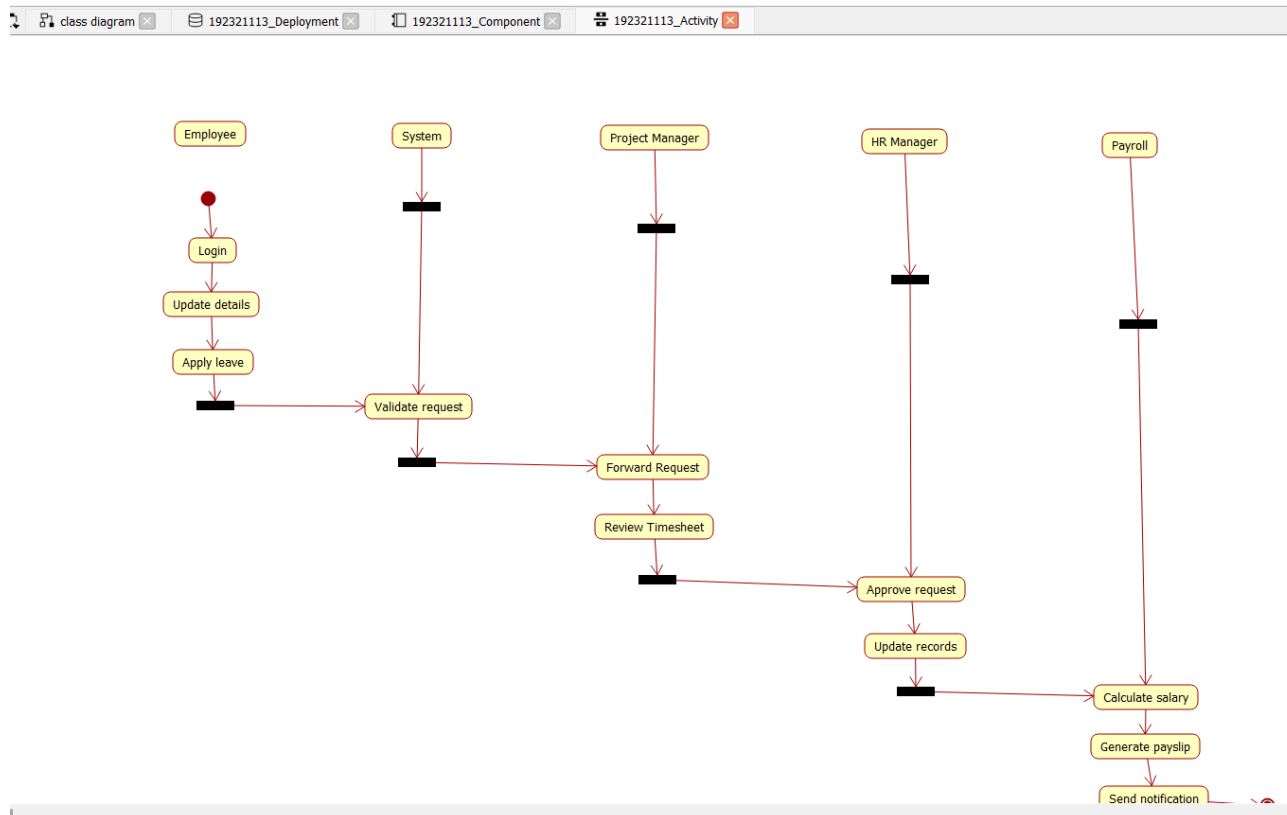 class diagram
192321113_Deployment
192321113_Component
192321113_Activity
Employee
System
Project Manager
HR Manager
Payroll
Login
Update details
Apply leave
Validate request
Forward Request
Review Timesheet
Approve request
Update records
Calculate salary
Generate payslip
Send notification